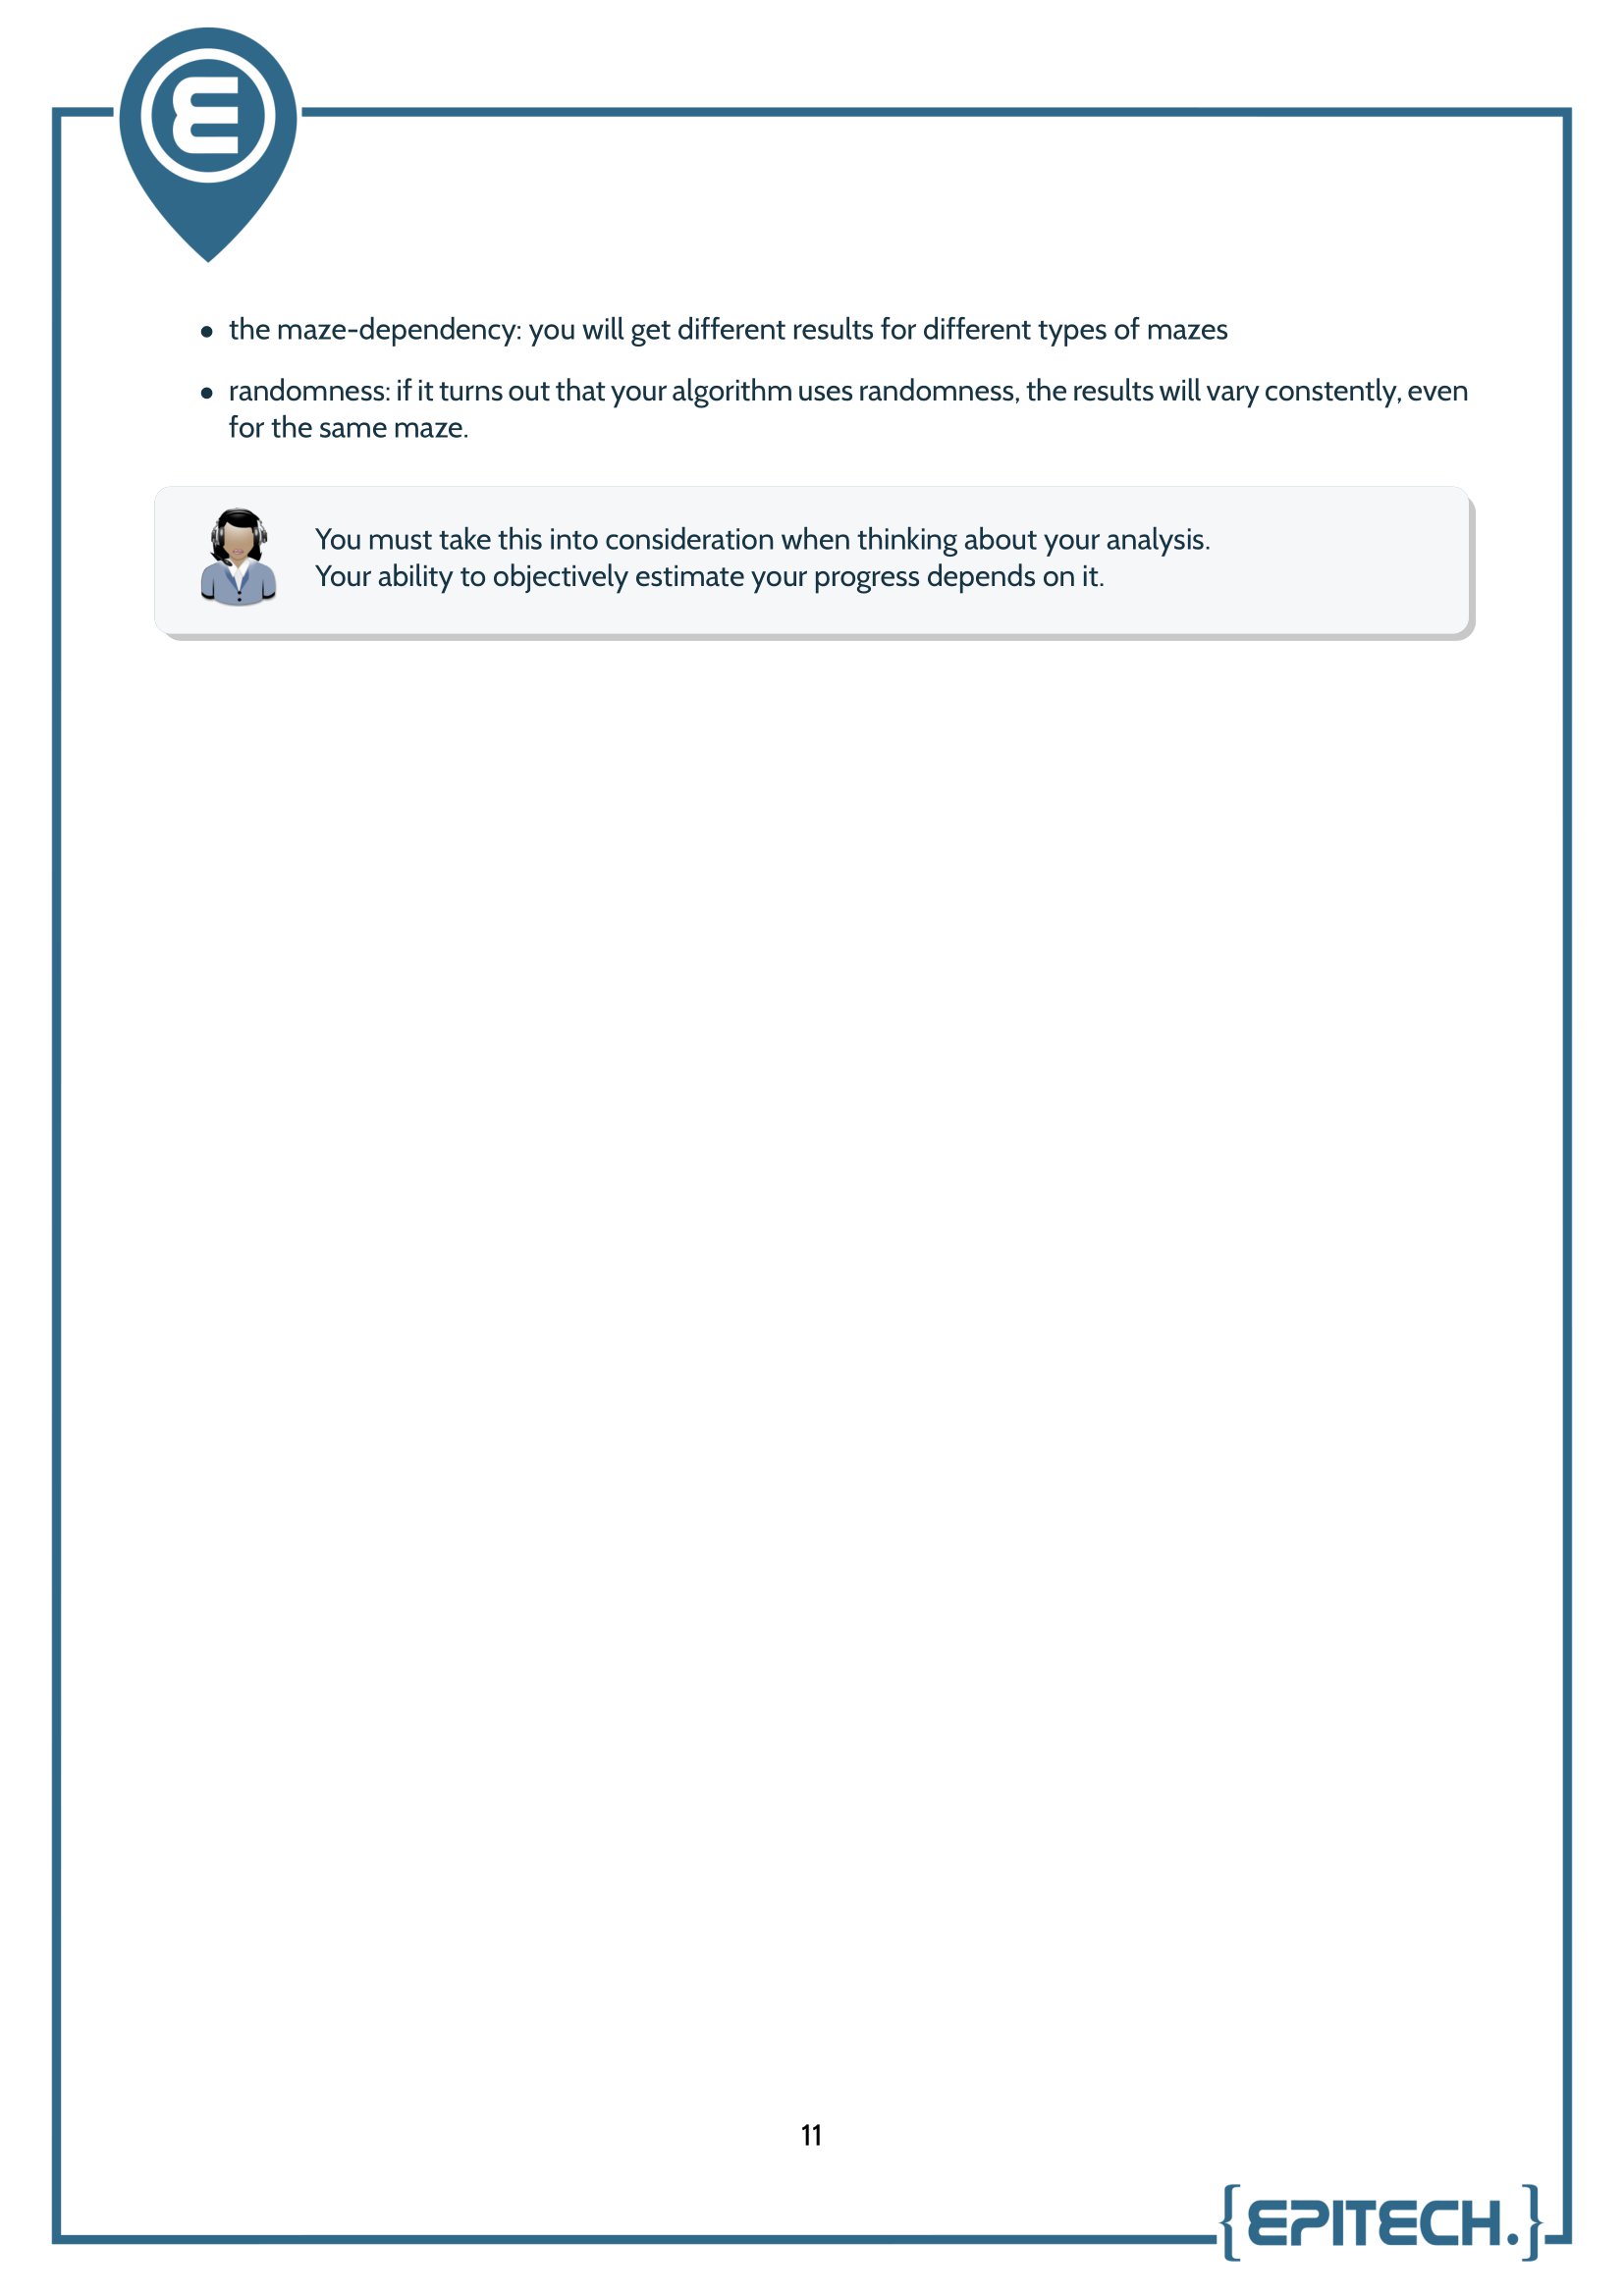 • the maze-dependency: you will get different results for different types of mazes
• randomness: if it turns out that your algorithm uses randomness, the results will vary constently, even
for the same maze.
You must take this into consideration when thinking about your analysis.
Your ability to objectively estimate your progress depends on it.
11
{EPITECH.}